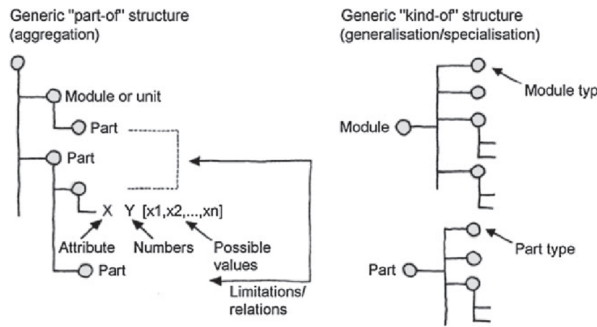 Generic "part-of" structure
(aggregation)
Module or unit
Part
Part
X Y [x1,x2,...,xn]
Attribute Numbers Possible
values
Part
Limitations/
relations
Generic "kind-of" structure
(generalisation/specialisation)
Module typ
Module
Part type
Part